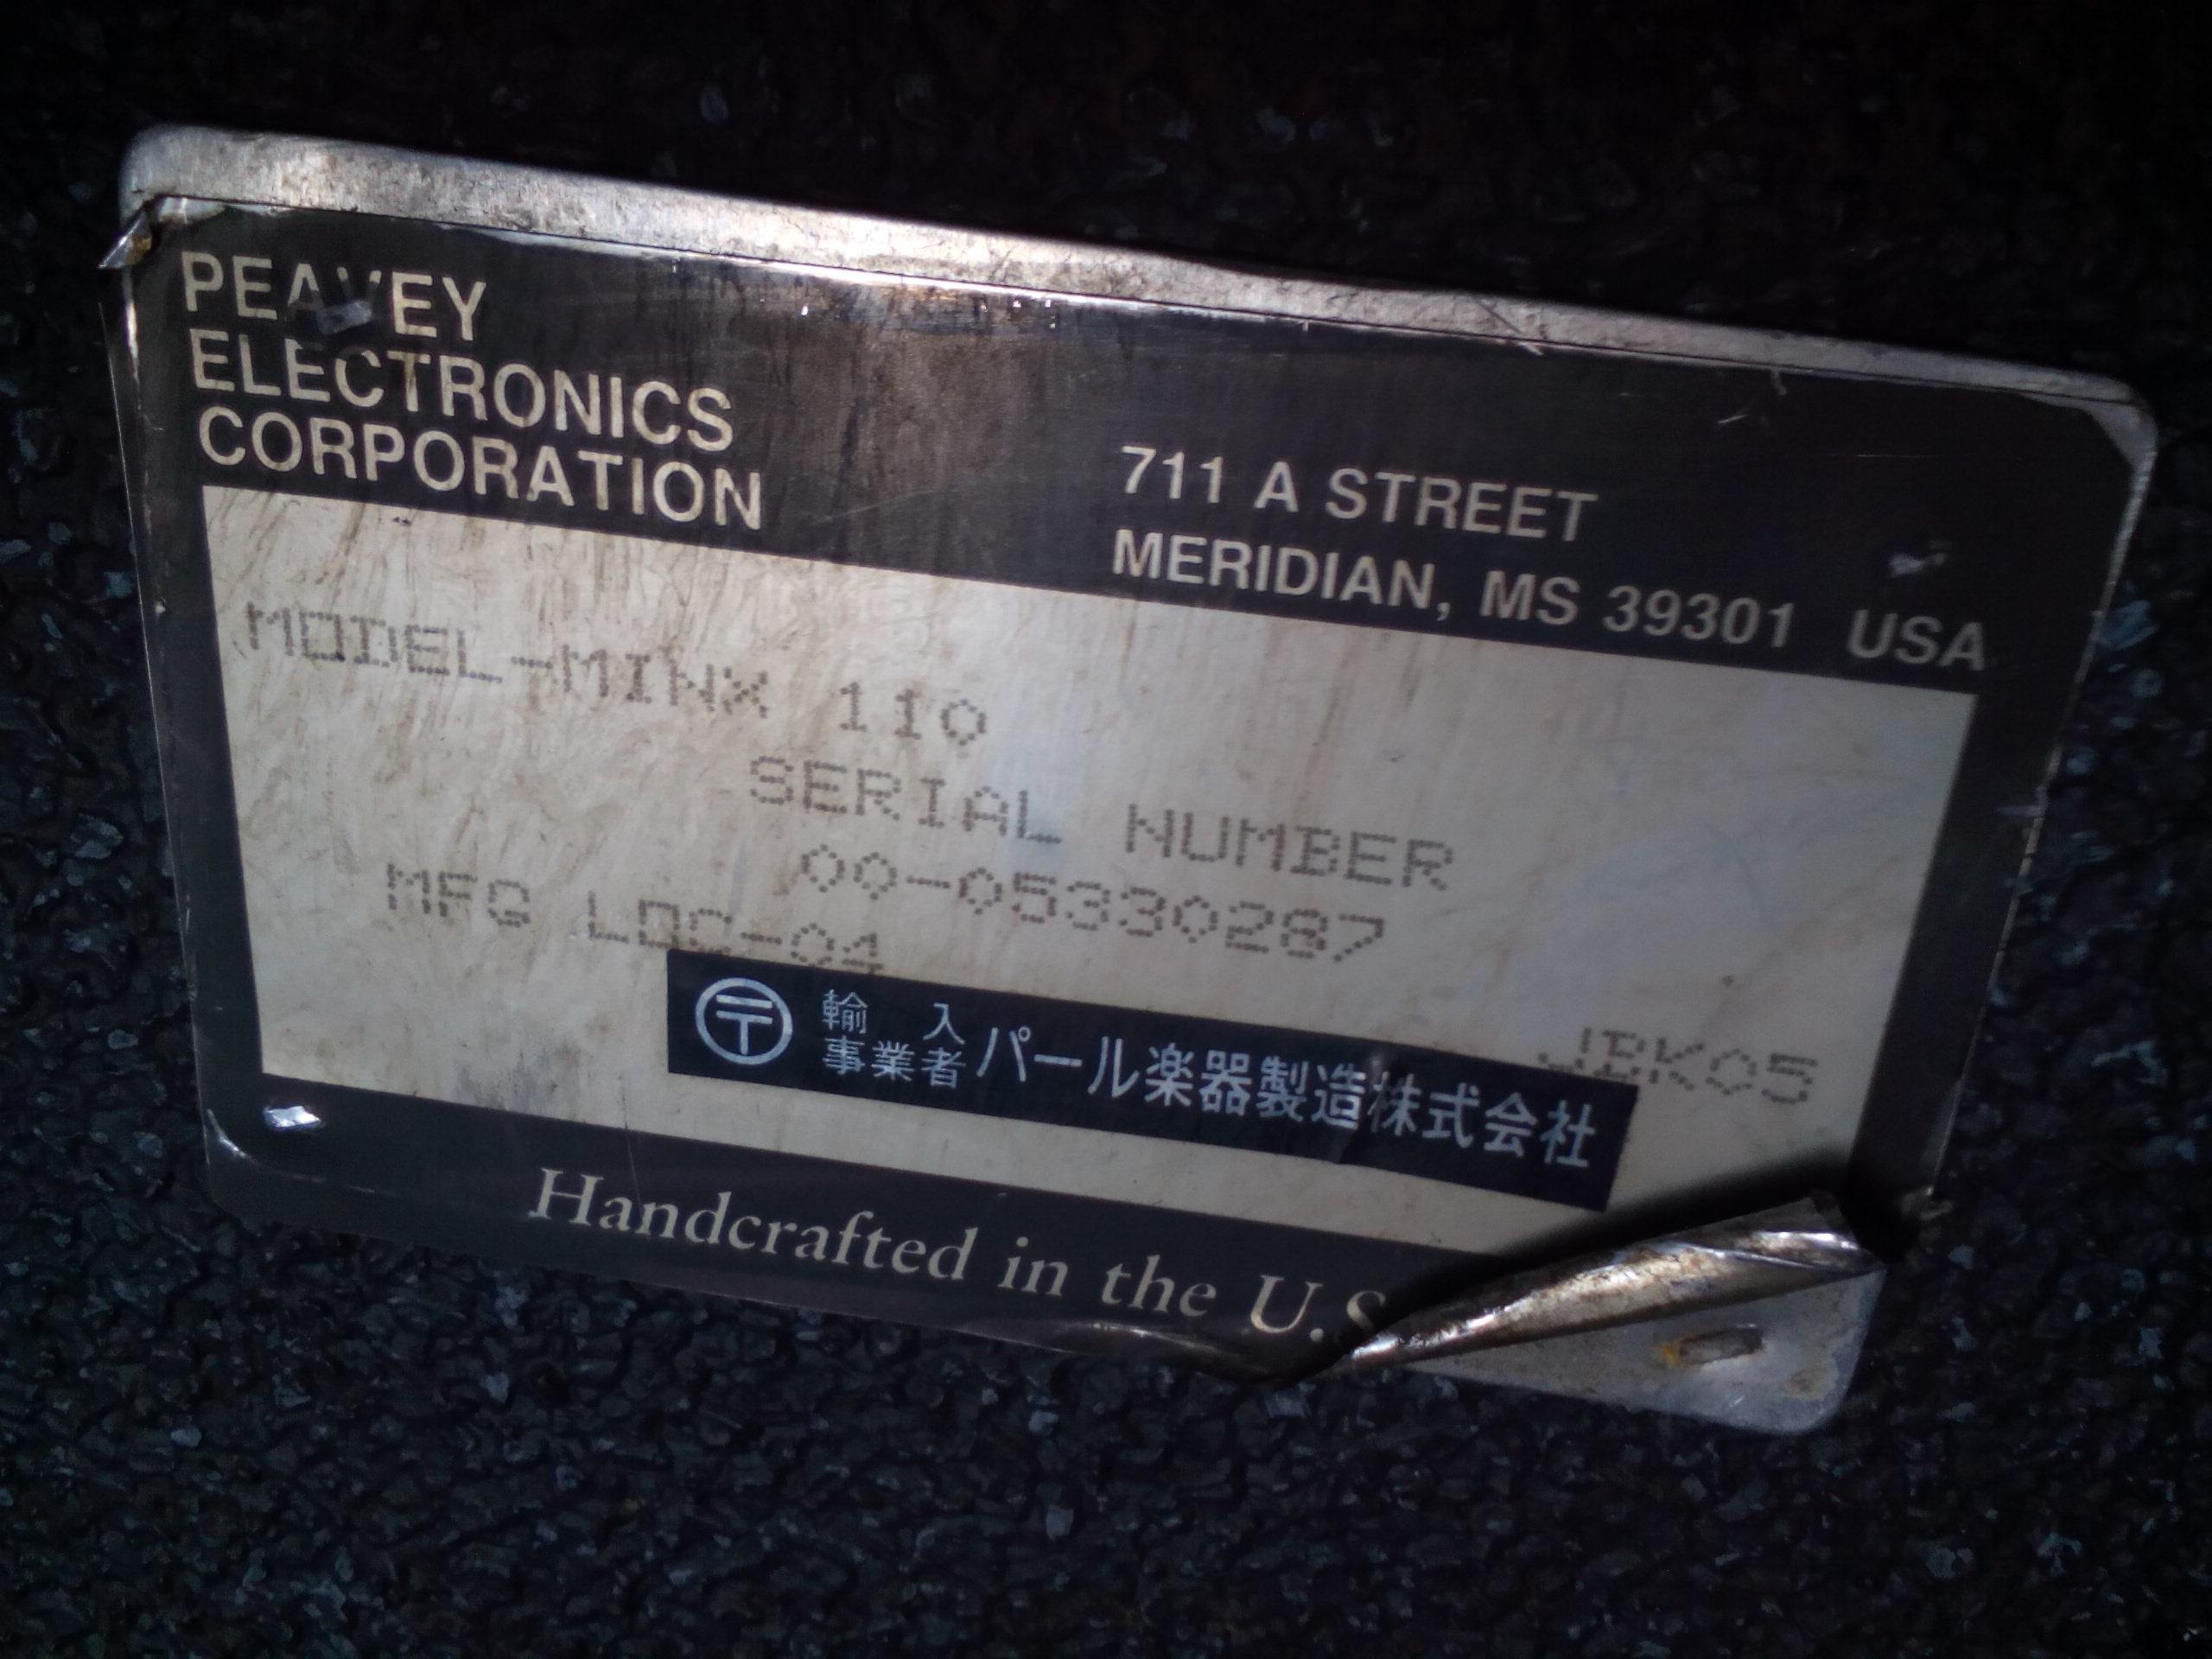 PEAVEY
ELECTRONICS
CORPORATION
711 A STREET
MERIDIAN, MS 39301 USA
MODEL-MINX 110
SERIAL NUMBER
00-05330287
MFG LOC-04
JBK05
〒 輸入
事業者 パール楽器製造株式会社
Handcrafted in the U.S